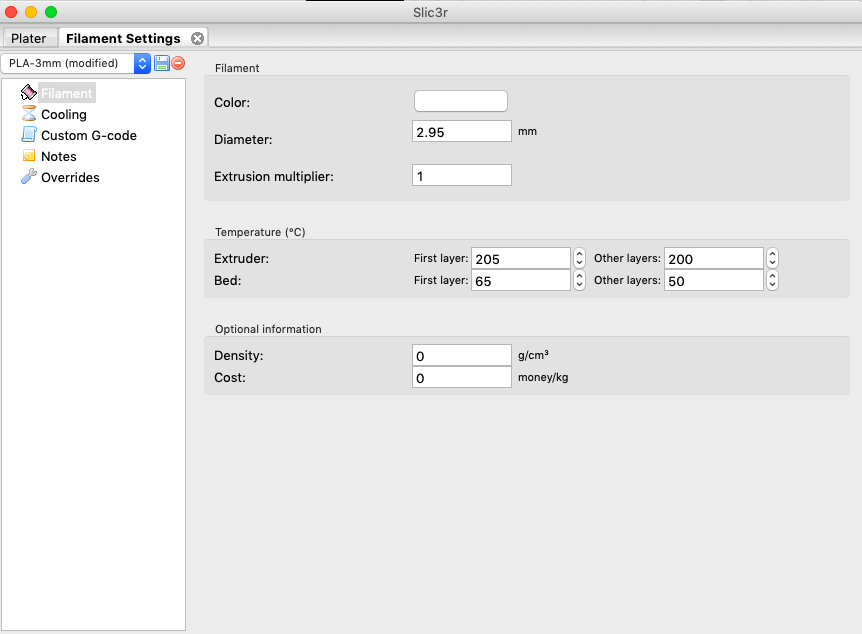 Slic3r
Plater Filament Settings
PLA-3mm (modified)
Filament
Cooling
Custom G-code
Notes
Overrides
Filament
Color:
Diameter: 2.95 mm
Extrusion multiplier: 1
Temperature (°C)
Extruder: First layer: 205 Other layers: 200
Bed: First layer: 65 Other layers: 50
Optional information
Density: 0 g/cm³
Cost: 0 money/kg